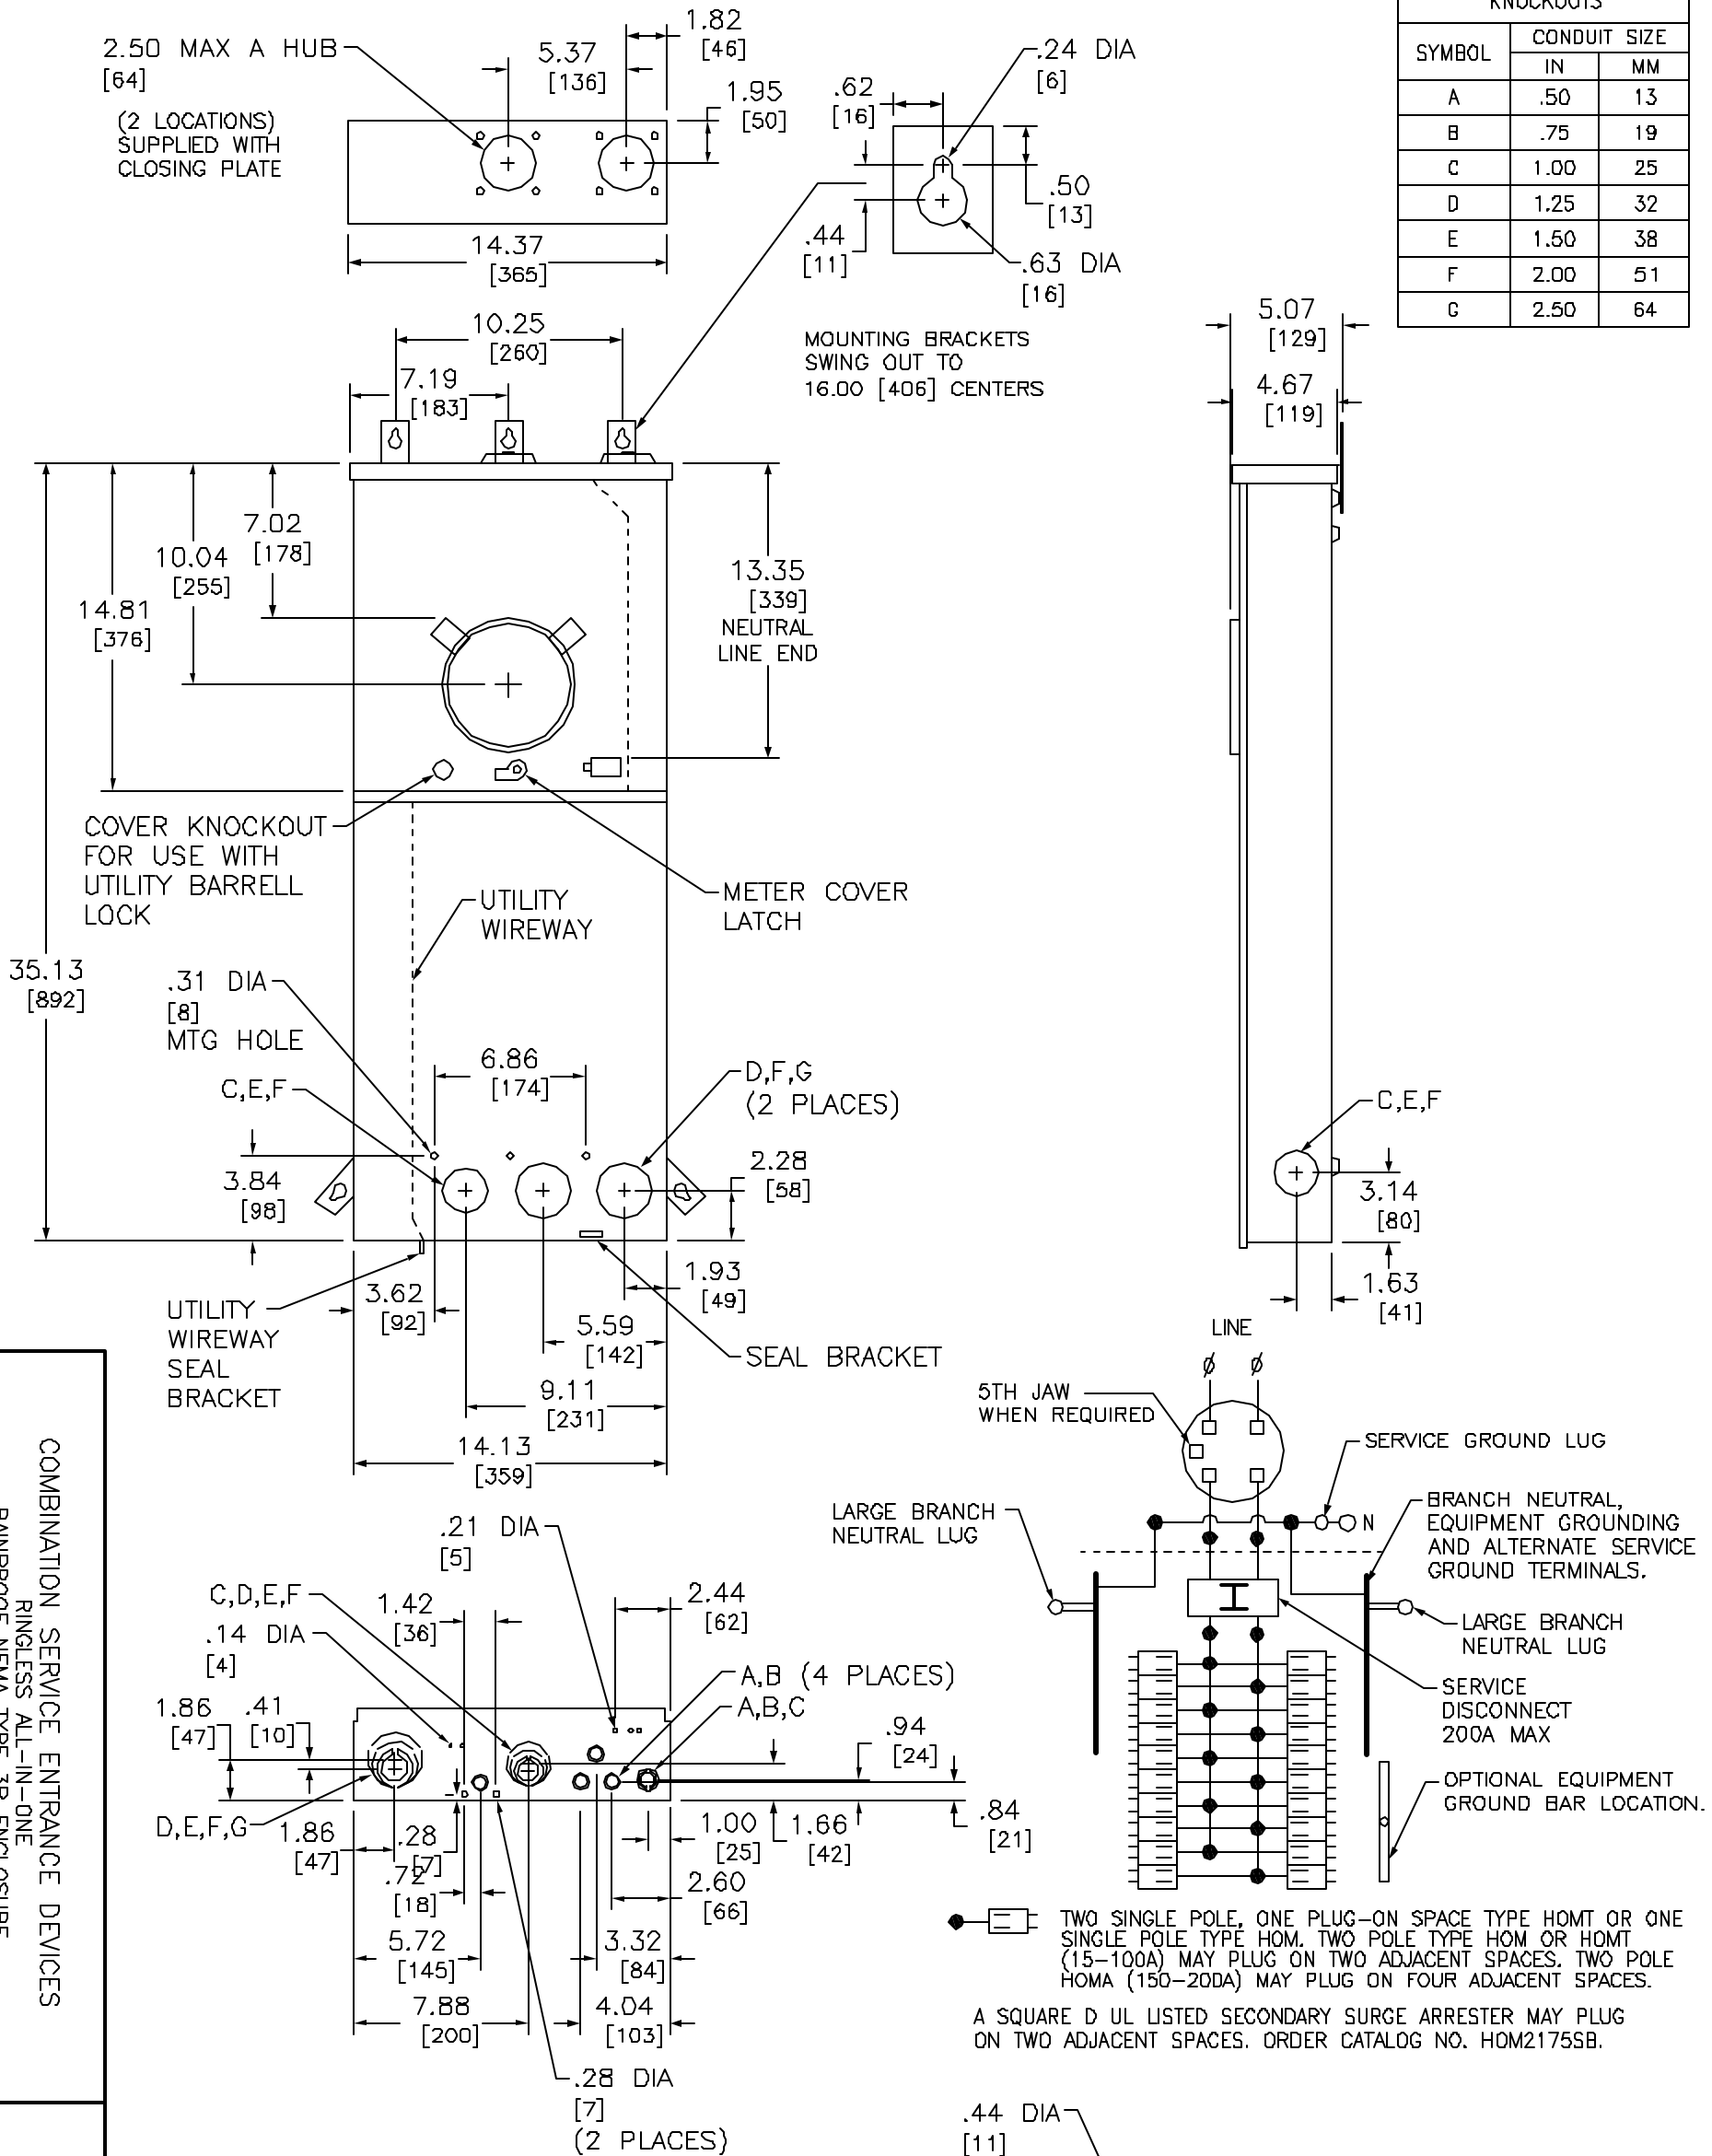 2.50 MAX A HUB
[64]
(2 LOCATIONS)
SUPPLIED WITH
CLOSING PLATE
5.37
[136]
1.82
[46]
1.95
[50]
14.37
[365]
.62
[16]
.24 DIA
[6]
.50
[13]
.44
[11]
.63 DIA
[16]
MOUNTING BRACKETS
SWING OUT TO
16.00 [406] CENTERS
KNOCKOUTS
SYMBOL CONDUIT SIZE
IN MM
A .50 13
B .75 19
C 1.00 25
D 1.25 32
E 1.50 38
F 2.00 51
G 2.50 64
10.25
[260]
7.19
[183]
7.02
[178]
10.04
[255]
14.81
[376]
13.35
[339]
NEUTRAL
LINE END
5.07
[129]
4.67
[119]
COVER KNOCKOUT
FOR USE WITH
UTILITY BARRELL
LOCK
UTILITY
WIREWAY
METER COVER
LATCH
35.13
[892]
.31 DIA
[8]
MTG HOLE
6.86
[174]
C,E,F
D,F,G
(2 PLACES)
3.84
[98]
2.28
[58]
C,E,F
3.14
[80]
1.63
[41]
UTILITY
WIREWAY
SEAL
BRACKET
3.62
[92]
1.93
[49]
5.59
[142]
SEAL BRACKET
9.11
[231]
14.13
[359]
COMBINATION SERVICE ENTRANCE DEVICES
RINGLESS ALL-IN-ONE
RAINPROOF NEMA TYPE 3R ENCLOSURE
LINE
ø ø
5TH JAW
WHEN REQUIRED
SERVICE GROUND LUG
LARGE BRANCH
NEUTRAL LUG
N
BRANCH NEUTRAL,
EQUIPMENT GROUNDING
AND ALTERNATE SERVICE
GROUND TERMINALS.
LARGE BRANCH
NEUTRAL LUG
SERVICE
DISCONNECT
200A MAX
OPTIONAL EQUIPMENT
GROUND BAR LOCATION.
.21 DIA
[5]
C,D,E,F
1.42
[36]
2.44
[62]
.14 DIA
[4]
A,B (4 PLACES)
A,B,C
1.86
[47]
.41
[10]
.94
[24]
D,E,F,G
1.86
[47]
.28
[7]
.72
[18]
1.00
[25]
1.66
[42]
.84
[21]
2.60
[66]
5.72
[145]
3.32
[84]
7.88
[200]
4.04
[103]
.28 DIA
[7]
(2 PLACES)
TWO SINGLE POLE, ONE PLUG-ON SPACE TYPE HOMT OR ONE
SINGLE POLE TYPE HOM. TWO POLE TYPE HOM OR HOMT
(15-100A) MAY PLUG ON TWO ADJACENT SPACES. TWO POLE
HOMA (150-200A) MAY PLUG ON FOUR ADJACENT SPACES.
A SQUARE D UL LISTED SECONDARY SURGE ARRESTER MAY PLUG
ON TWO ADJACENT SPACES. ORDER CATALOG NO. HOM2175SB.
.44 DIA
[11]